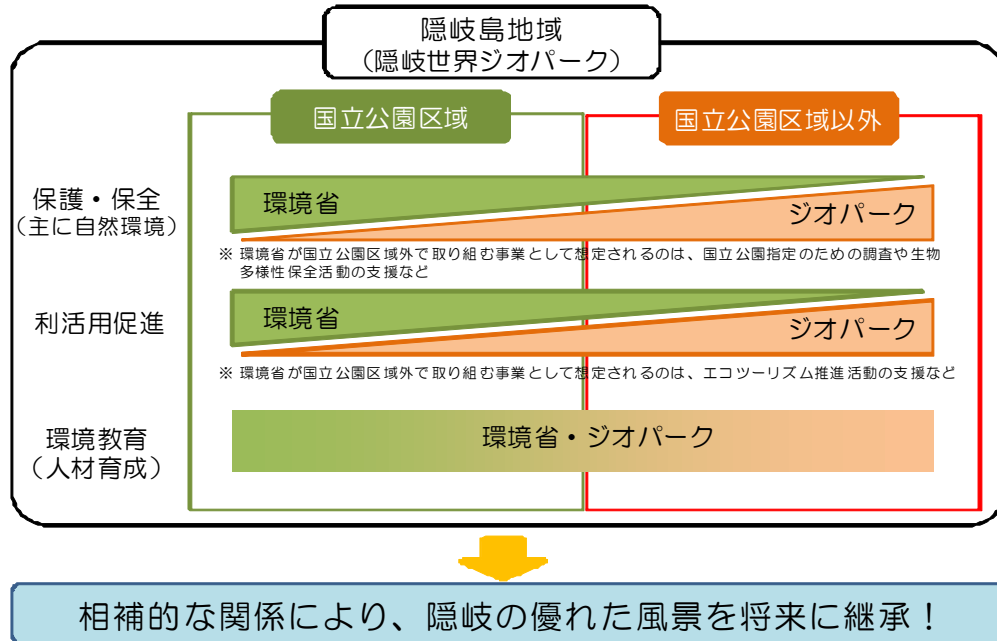 隠岐島地域
（隠岐世界ジオパーク）
国立公園区域
国立公園区域以外
保護・保全
（主に自然環境）
環境省
ジオパーク
※ 環境省が国立公園区域外で取り組む事業として想定されるのは、国立公園指定のための調査や生物
多様性保全活動の支援など
利活用促進
環境省
ジオパーク
※ 環境省が国立公園区域外で取り組む事業として想定されるのは、エコツーリズム推進活動の支援など
環境教育
（人材育成）
環境省・ジオパーク
相補的な関係により、隠岐の優れた風景を将来に継承！